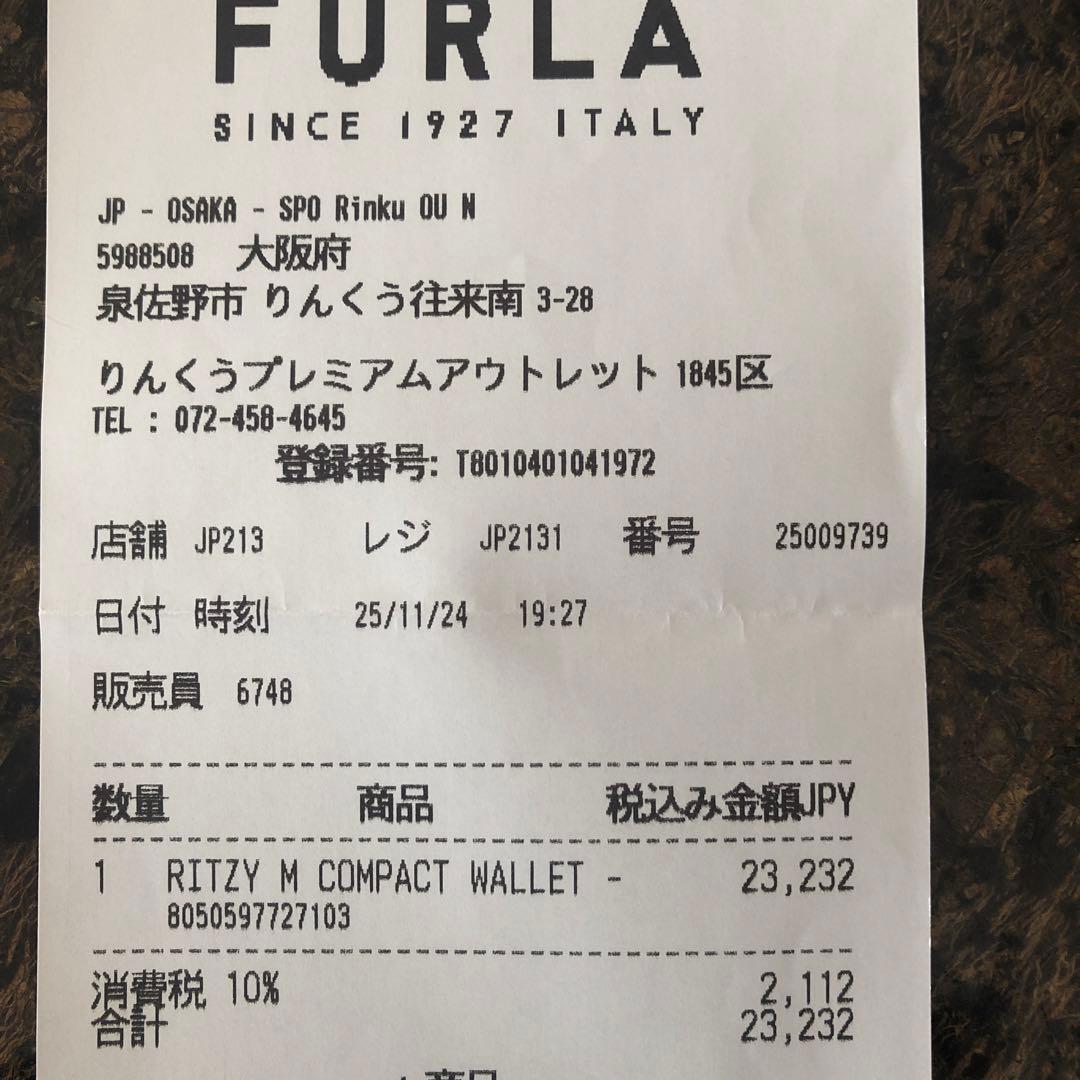 FURLA
SINCE 1927 ITALY
JP - OSAKA - SPO Rinku OU N
5988508 大阪府
泉佐野市 りんくう往来南 3-28
りんくうプレミアムアウトレット 1845区
TEL : 072-458-4645
登録番号: T8010401041972
店舗 JP213 レジ JP2131 番号 25009739
日付 時刻 25/11/24 19:27
販売員 6748
数量 商品 税込み金額JPY
1 RITZY M COMPACT WALLET - 23,232
8050597727103
消費税 10% 2,112
合計 23,232